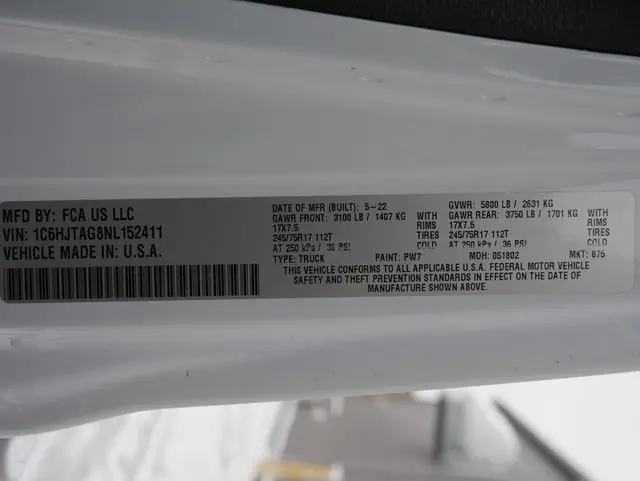 MFD BY: FCA US LLC
VIN: 1C6HJTAG8NL152411
VEHICLE MADE IN: U.S.A.
DATE OF MFR (BUILT): 5-22 GVWR: 5800 LB / 2631 KG
GAWR FRONT: 3100 LB / 1407 KG WITH GAWR REAR: 3750 LB / 1701 KG WITH
17X7.5 RIMS 17X7.5 RIMS
245/75R17 112T TIRES 245/75R17 112T TIRES
AT 250 kPa / 36 PSI COLD AT 250 kPa / 36 PSI COLD
TYPE: TRUCK PAINT: PW7 MDH: 051802 MKT: 875
THIS VEHICLE CONFORMS TO ALL APPLICABLE U.S.A. FEDERAL MOTOR VEHICLE
SAFETY AND THEFT PREVENTION STANDARDS IN EFFECT ON THE DATE OF
MANUFACTURE SHOWN ABOVE.